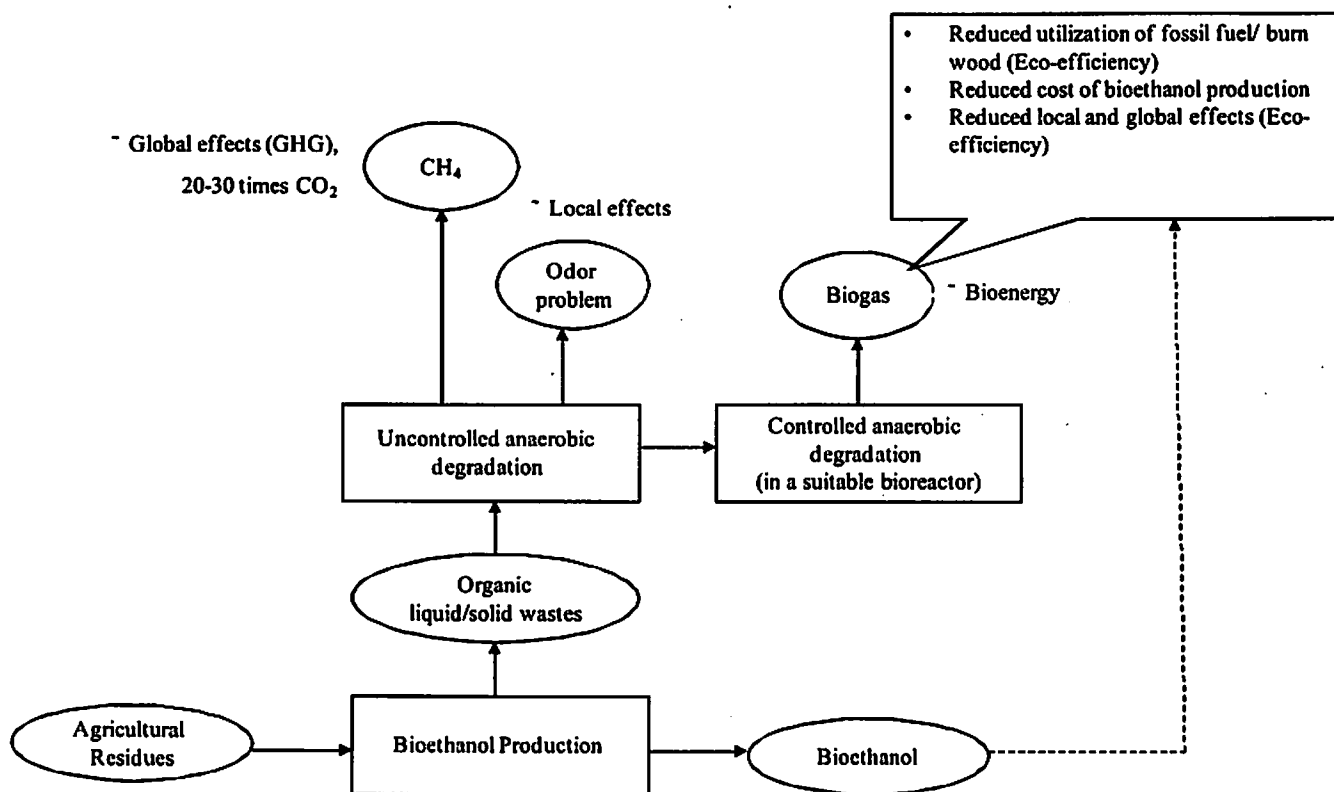 • Reduced utilization of fossil fuel/ burn
wood (Eco-efficiency)
• Reduced cost of bioethanol production
• Reduced local and global effects (Eco-
efficiency)
- Global effects (GHG),
20-30 times CO₂
CH₄
- Local effects
Odor
problem
Biogas
- Bioenergy
Uncontrolled anaerobic
degradation
Controlled anaerobic
degradation
(in a suitable bioreactor)
Organic
liquid/solid wastes
Agricultural
Residues
Bioethanol Production
Bioethanol